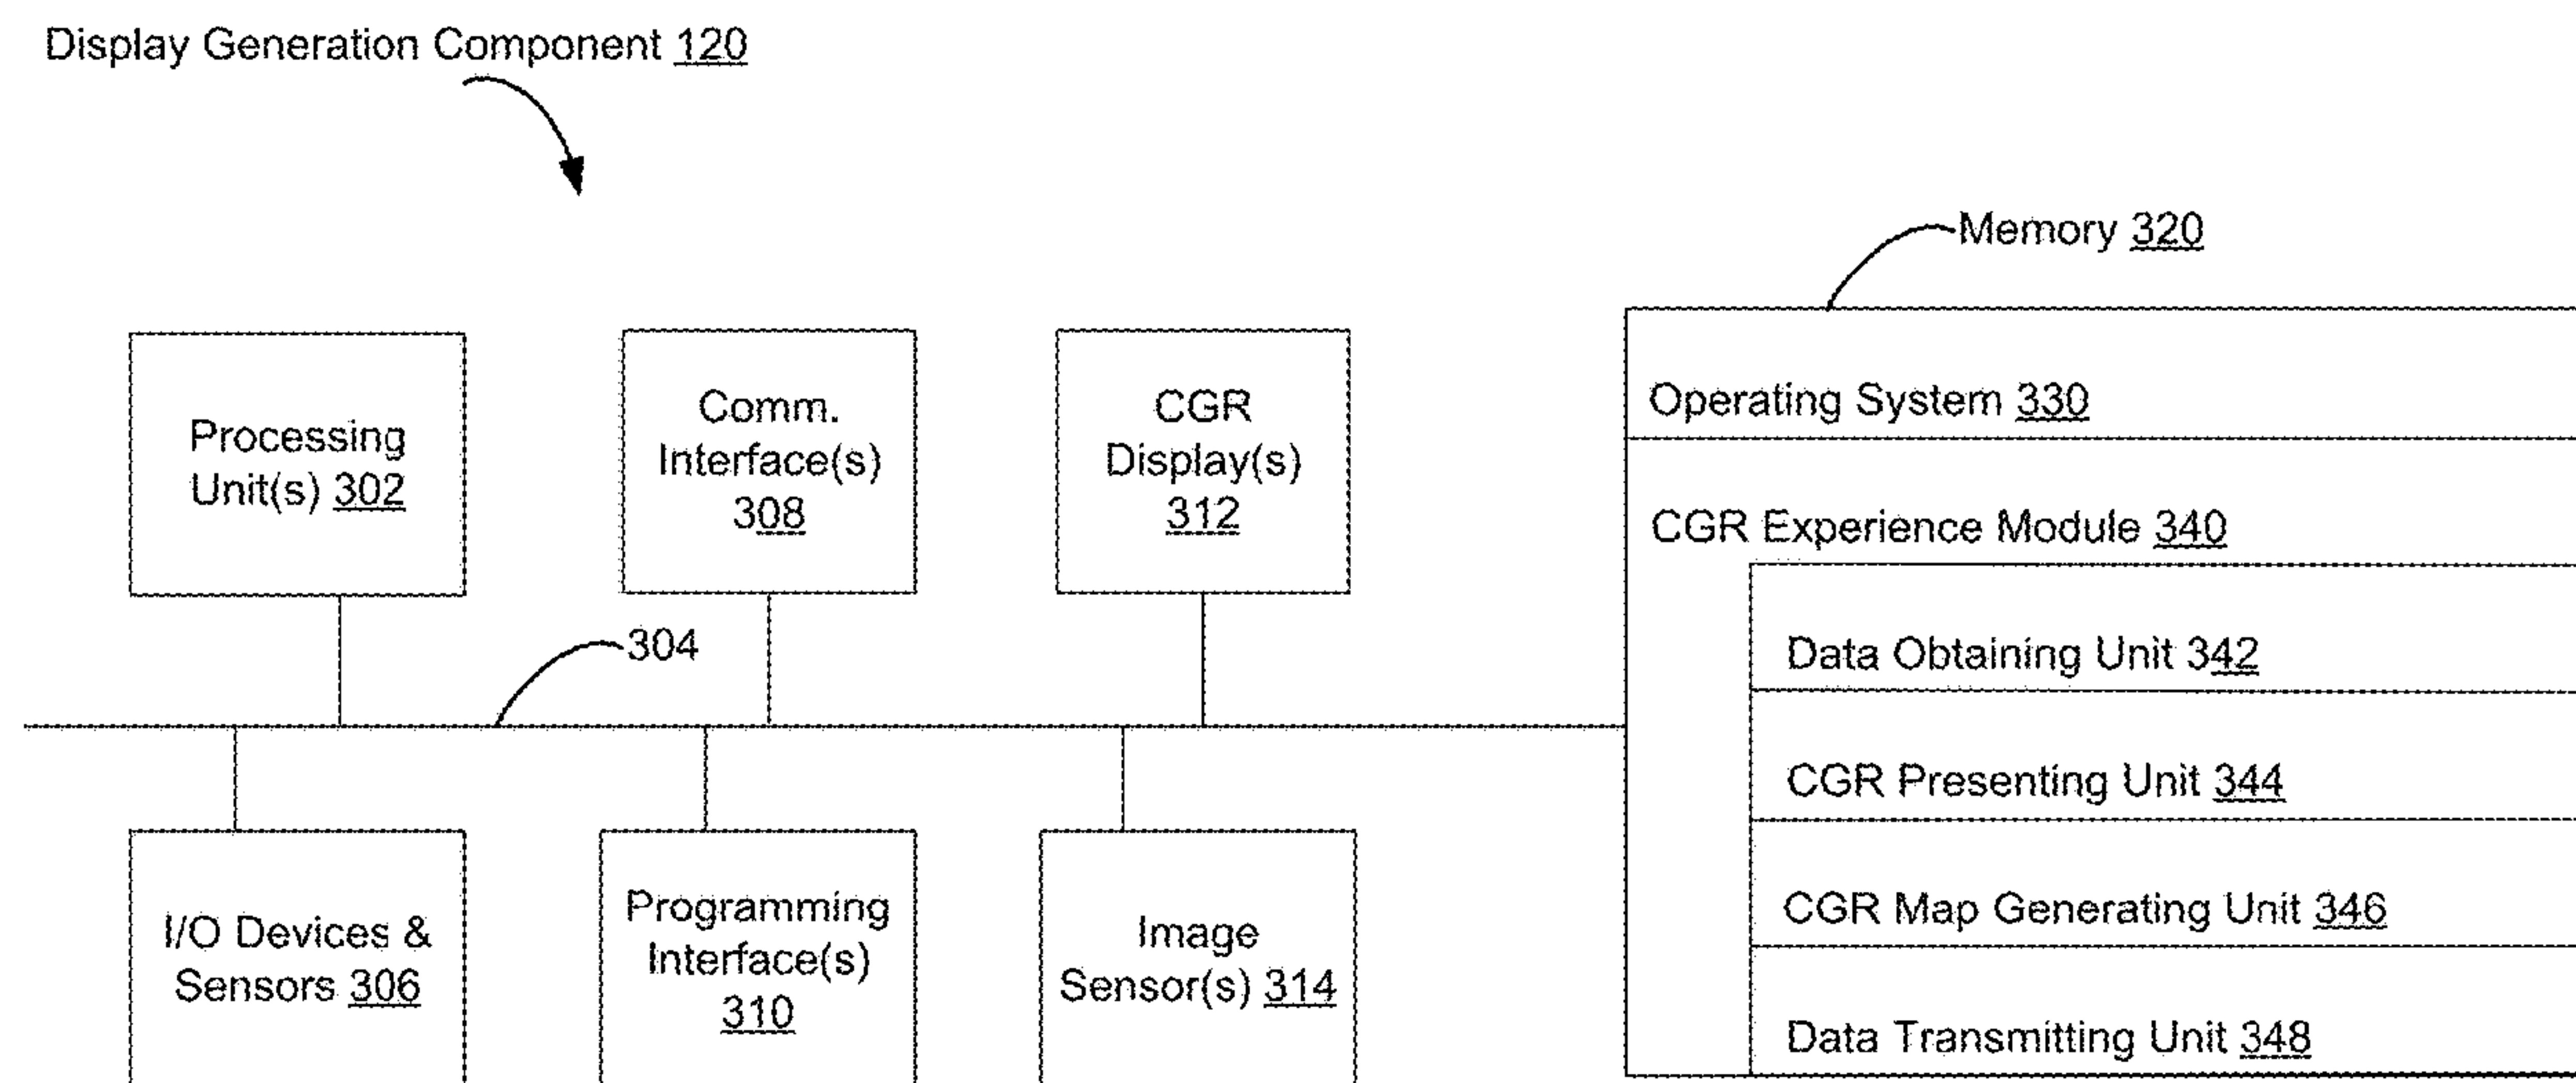 Display Generation Component 120
Memory 320
Processing
Unit(s) 302
Comm.
Interface(s)
308
CGR
Display(s)
312
304
I/O Devices &
Sensors 306
Programming
Interface(s)
310
Image
Sensor(s) 314
Operating System 330
CGR Experience Module 340
Data Obtaining Unit 342
CGR Presenting Unit 344
CGR Map Generating Unit 346
Data Transmitting Unit 348